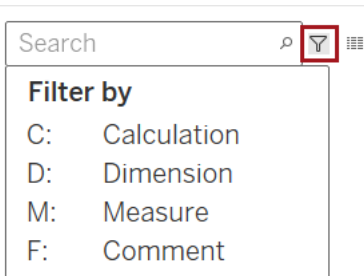 Search
Filter by
C: Calculation
D: Dimension
M: Measure
F: Comment